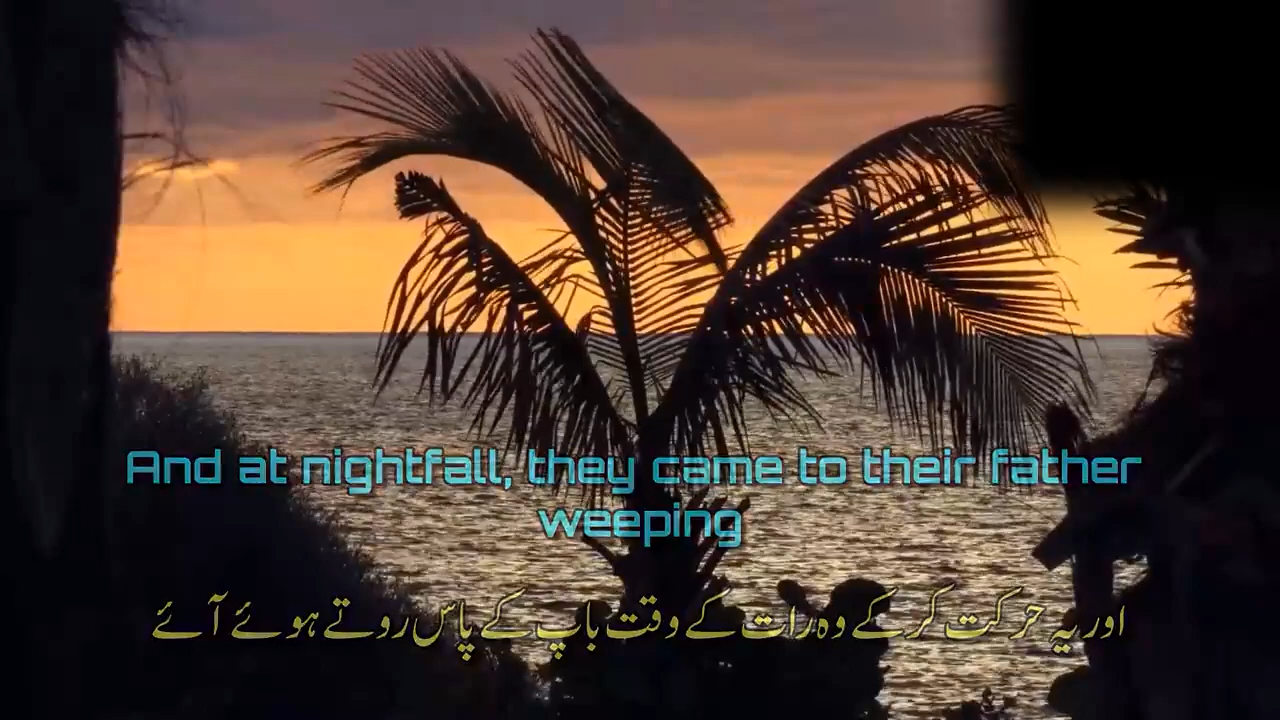 And at nightfall, they came to their father
weeping
اور یہ حرکت کر کے وہ رات کے وقت باپ کے پاس روتے ہوئے آئے